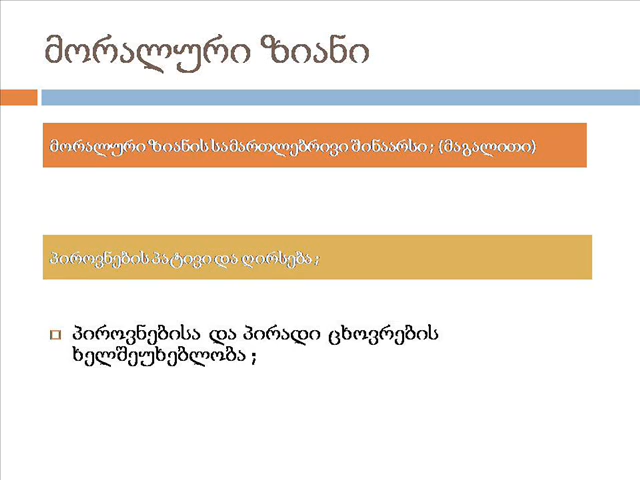 მორალური ზიანი
მორალური ზიანის სამართლებრივი შინაარსი ; (მაგალითი)
პიროვნების პატივი და ღირსება ;
პიროვნებისა და პირადი ცხოვრების
ხელშეუხებლობა ;